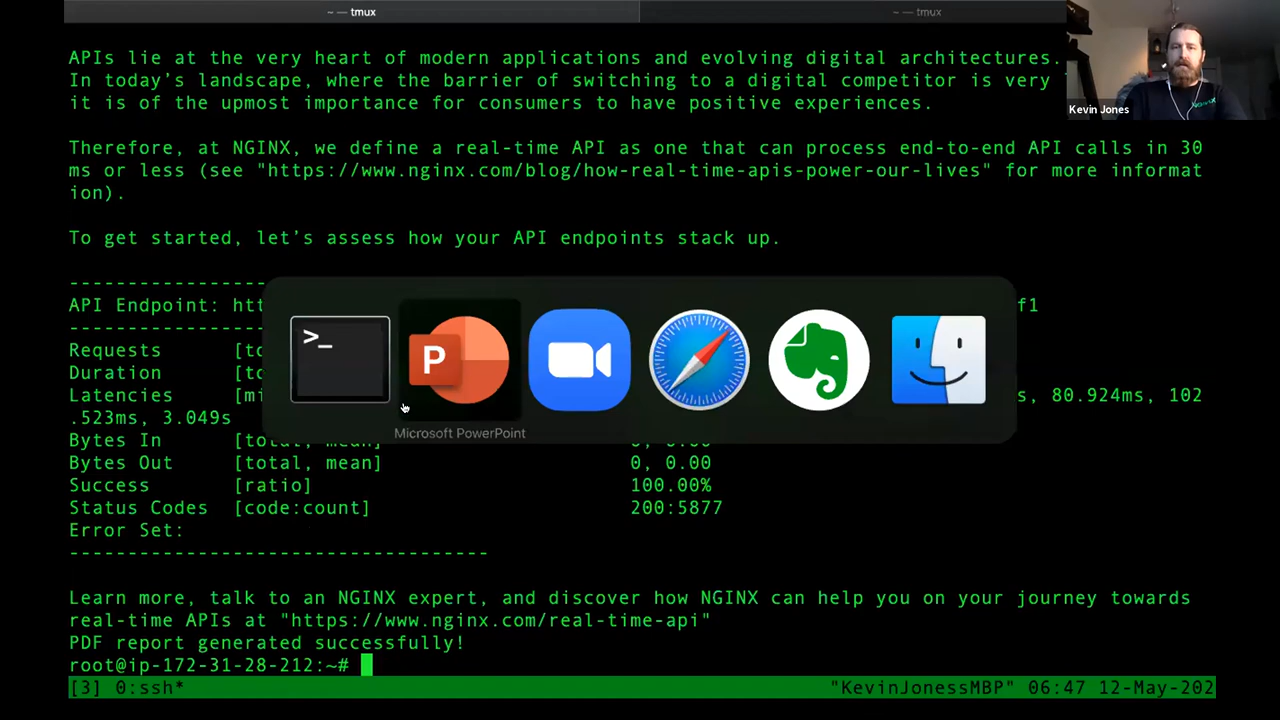 ~ — tmux
~ — tmux
APIs lie at the very heart of modern applications and evolving digital architectures.
In today's landscape, where the barrier of switching to a digital competitor is very
it is of the upmost importance for consumers to have positive experiences.
Kevin Jones
NGINX
Therefore, at NGINX, we define a real-time API as one that can process end-to-end API calls in 30
ms or less (see "https://www.nginx.com/blog/how-real-time-apis-power-our-lives" for more informat
ion).
To get started, let's assess how your API endpoints stack up.
-----------------------
API Endpoint: htt f1
-----------------------
Requests [to
Duration [to
Latencies [mi s, 80.924ms, 102
.523ms, 3.049s
>_
P
Microsoft PowerPoint
Bytes In [total, mean] 0, 0.00
Bytes Out [total, mean] 0, 0.00
Success [ratio] 100.00%
Status Codes [code:count] 200:5877
Error Set:
------------------------------------
Learn more, talk to an NGINX expert, and discover how NGINX can help you on your journey towards
real-time APIs at "https://www.nginx.com/real-time-api"
PDF report generated successfully!
root@ip-172-31-28-212:~#
[3] 0:ssh* "KevinJonessMBP" 06:47 12-May-202